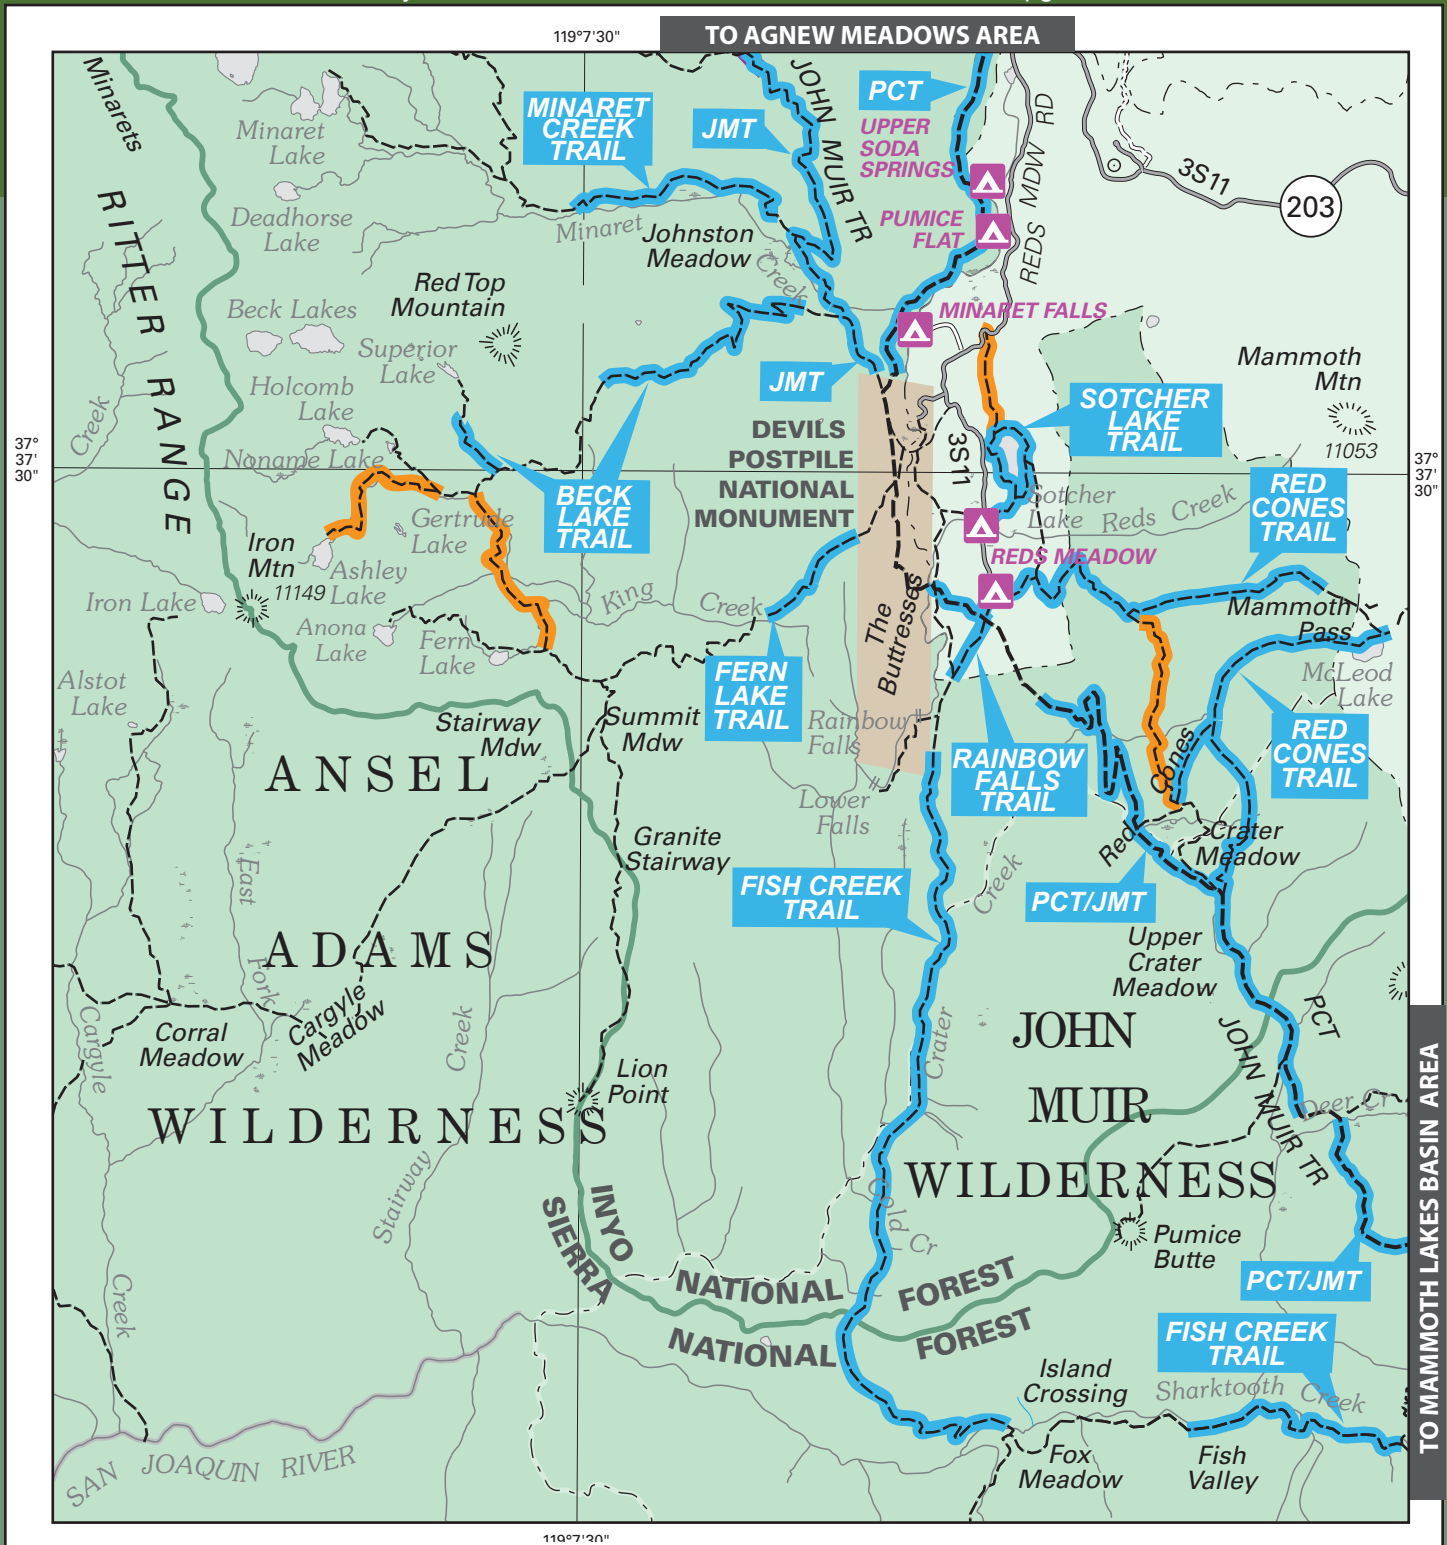 119°7'30"
TO AGNEW MEADOWS AREA
Minarets
JOHN MUIR TR
PCT
MINARET
CREEK
TRAIL
JMT
UPPER
SODA
SPRINGS
REDS MDW RD
3S11
203
Minaret
Lake
Deadhorse
Lake
RITTER RANGE
Minaret
Creek
Johnston
Meadow
PUMICE
FLAT
Red Top
Mountain
Beck Lakes
Superior
Lake
MINARET FALLS
Mammoth
Mtn
11053
Holcomb
Lake
JMT
SOTCHER
LAKE
TRAIL
Creek
37°
37'
30"
Noname Lake
DEVILS
POSTPILE
NATIONAL
MONUMENT
3S11
37°
37'
30"
BECK
LAKE
TRAIL
Gertrude
Lake
Sotcher
Lake
Reds Creek
RED
CONES
TRAIL
Iron
Mtn
11149
Ashley
Lake
REDS MEADOW
Iron Lake
Anona
Lake
Fern
Lake
King
Creek
The
Buttresses
Mammoth
Pass
McLeod
Lake
Alstot
Lake
FERN
LAKE
TRAIL
Stairway
Mdw
Summit
Mdw
Rainbow
Falls
RAINBOW
FALLS
TRAIL
RED
CONES
TRAIL
ANSEL
Lower
Falls
Red Cones
Crater
Meadow
Granite
Stairway
East
Fork
FISH CREEK
TRAIL
Creek
PCT/JMT
ADAMS
Upper
Crater
Meadow
Cargyle
Meadow
Corral
Meadow
Creek
Crater
JOHN
PCT
JOHN MUIR TR
Cargyle
Lion
Point
MUIR
Deer Cr
WILDERNESS
WILDERNESS
Stairway
Cold Cr
INYO
SIERRA
Pumice
Butte
TO MAMMOTH LAKES BASIN AREA
PCT/JMT
NATIONAL
FOREST
NATIONAL
FOREST
Creek
FISH CREEK
TRAIL
Island
Crossing
Sharktooth Creek
SAN JOAQUIN RIVER
Fox
Meadow
Fish
Valley
119°7'30"